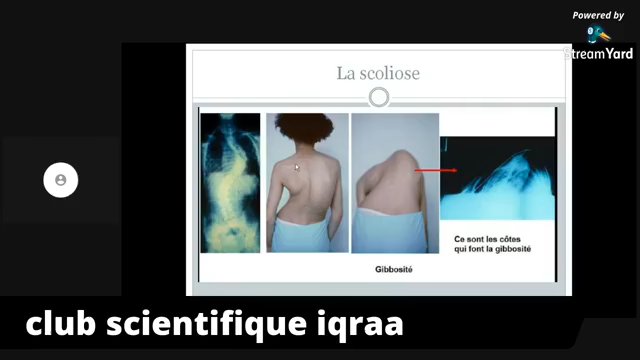 Powered by
StreamYard
La scoliose
Ce sont les côtes
qui font la gibbosité
Gibbosité
club scientifique iqraa